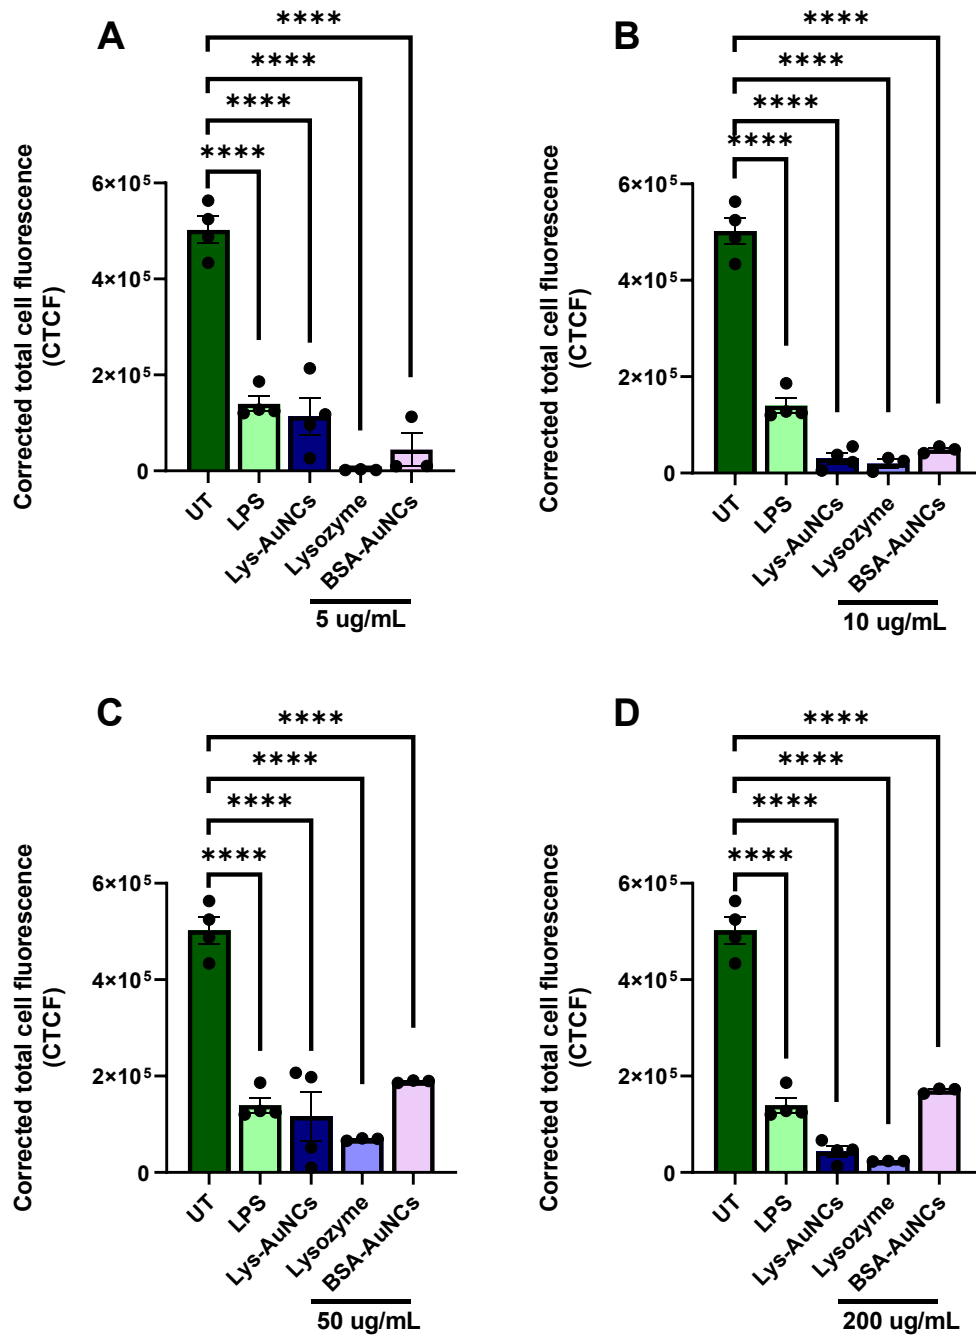 A
****
****
****
****
Corrected total cell fluorescence
(CTCF)
6×10⁵
4×10⁵
2×10⁵
0
UT
LPS
Lys-AuNCs
Lysozyme
BSA-AuNCs
5 ug/mL
B
****
****
****
****
Corrected total cell fluorescence
(CTCF)
6×10⁵
4×10⁵
2×10⁵
0
UT
LPS
Lys-AuNCs
Lysozyme
BSA-AuNCs
10 ug/mL
C
****
****
****
****
Corrected total cell fluorescence
(CTCF)
6×10⁵
4×10⁵
2×10⁵
0
UT
LPS
Lys-AuNCs
Lysozyme
BSA-AuNCs
50 ug/mL
D
****
****
****
****
Corrected total cell fluorescence
(CTCF)
6×10⁵
4×10⁵
2×10⁵
0
UT
LPS
Lys-AuNCs
Lysozyme
BSA-AuNCs
200 ug/mL